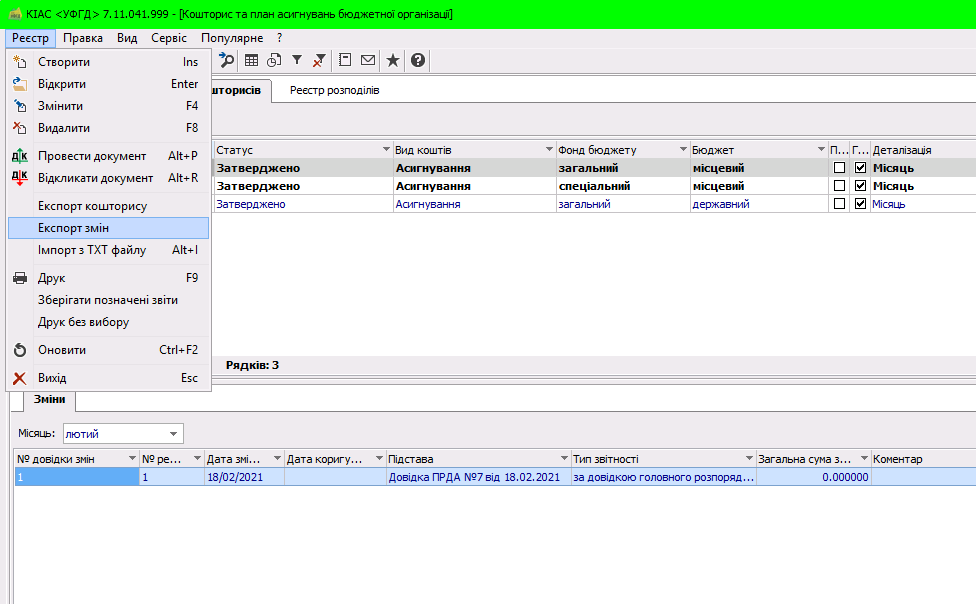 КІАС <УФГД> 7.11.041.999 - [Кошторис та план асигнувань бюджетної організації]
Реєстр Правка Вид Сервіс Популярне ?
Створити Ins
Відкрити Enter
Змінити F4
Видалити F8
Провести документ Alt+P
Відкликати документ Alt+R
Експорт кошторису
Експорт змін
Імпорт з TXT файлу Alt+I
Друк F9
Зберігати позначені звіти
Друк без вибору
Оновити Ctrl+F2
Вихід Esc
шторисів Реєстр розподілів
Статус Вид коштів Фонд бюджету Бюджет П... Г... Деталізація
Затверджено Асигнування загальний місцевий Місяць
Затверджено Асигнування спеціальний місцевий Місяць
Затверджено Асигнування загальний державний Місяць
Рядків: 3
Зміни
Місяць: лютий
№ довідки змін № ре... Дата змі... Дата коригу... Підстава Тип звітності Загальна сума з... Коментар
1 1 18/02/2021 Довідка ПРДА №7 від 18.02.2021 за довідкою головного розпоряд... 0.000000